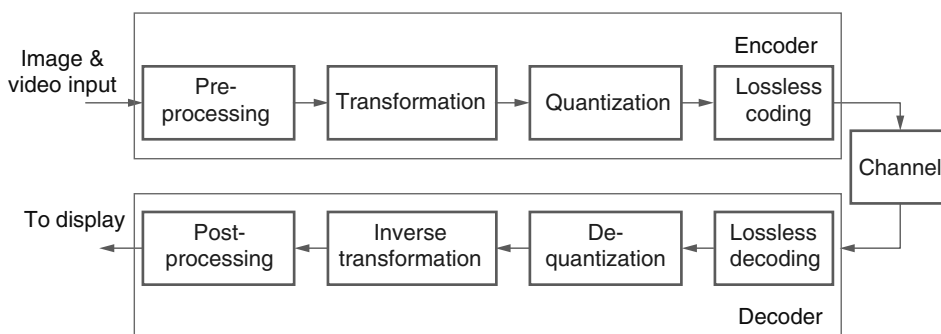 Encoder
Image &
video input
Pre-
processing
Transformation
Quantization
Lossless
coding
Channel
To display
Post-
processing
Inverse
transformation
De-
quantization
Lossless
decoding
Decoder